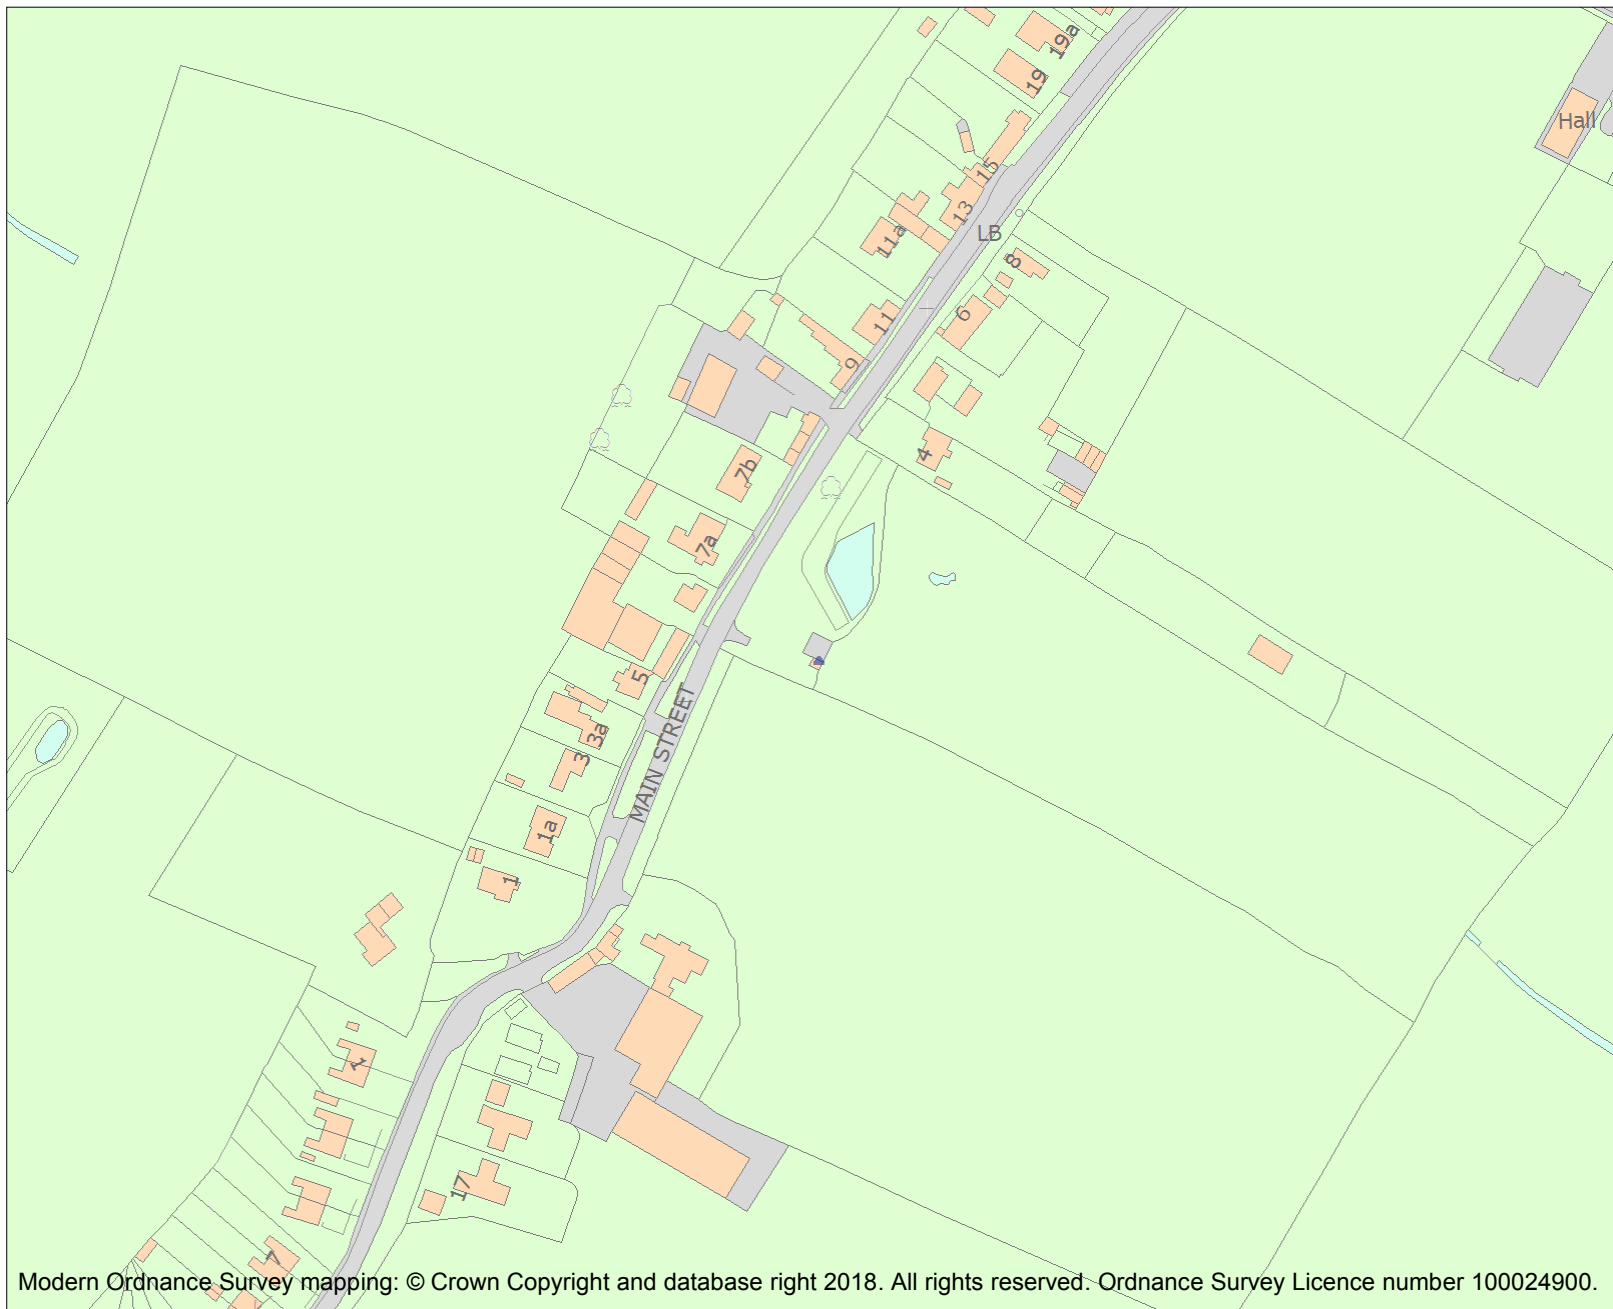 19a
19
Hall
15
13
LB
11a
8
6
11
9
4
7b
7a
5
MAIN STREET
3a
3
1a
1
1
17
7
Modern Ordnance Survey mapping: © Crown Copyright and database right 2018. All rights reserved. Ordnance Survey Licence number 100024900.